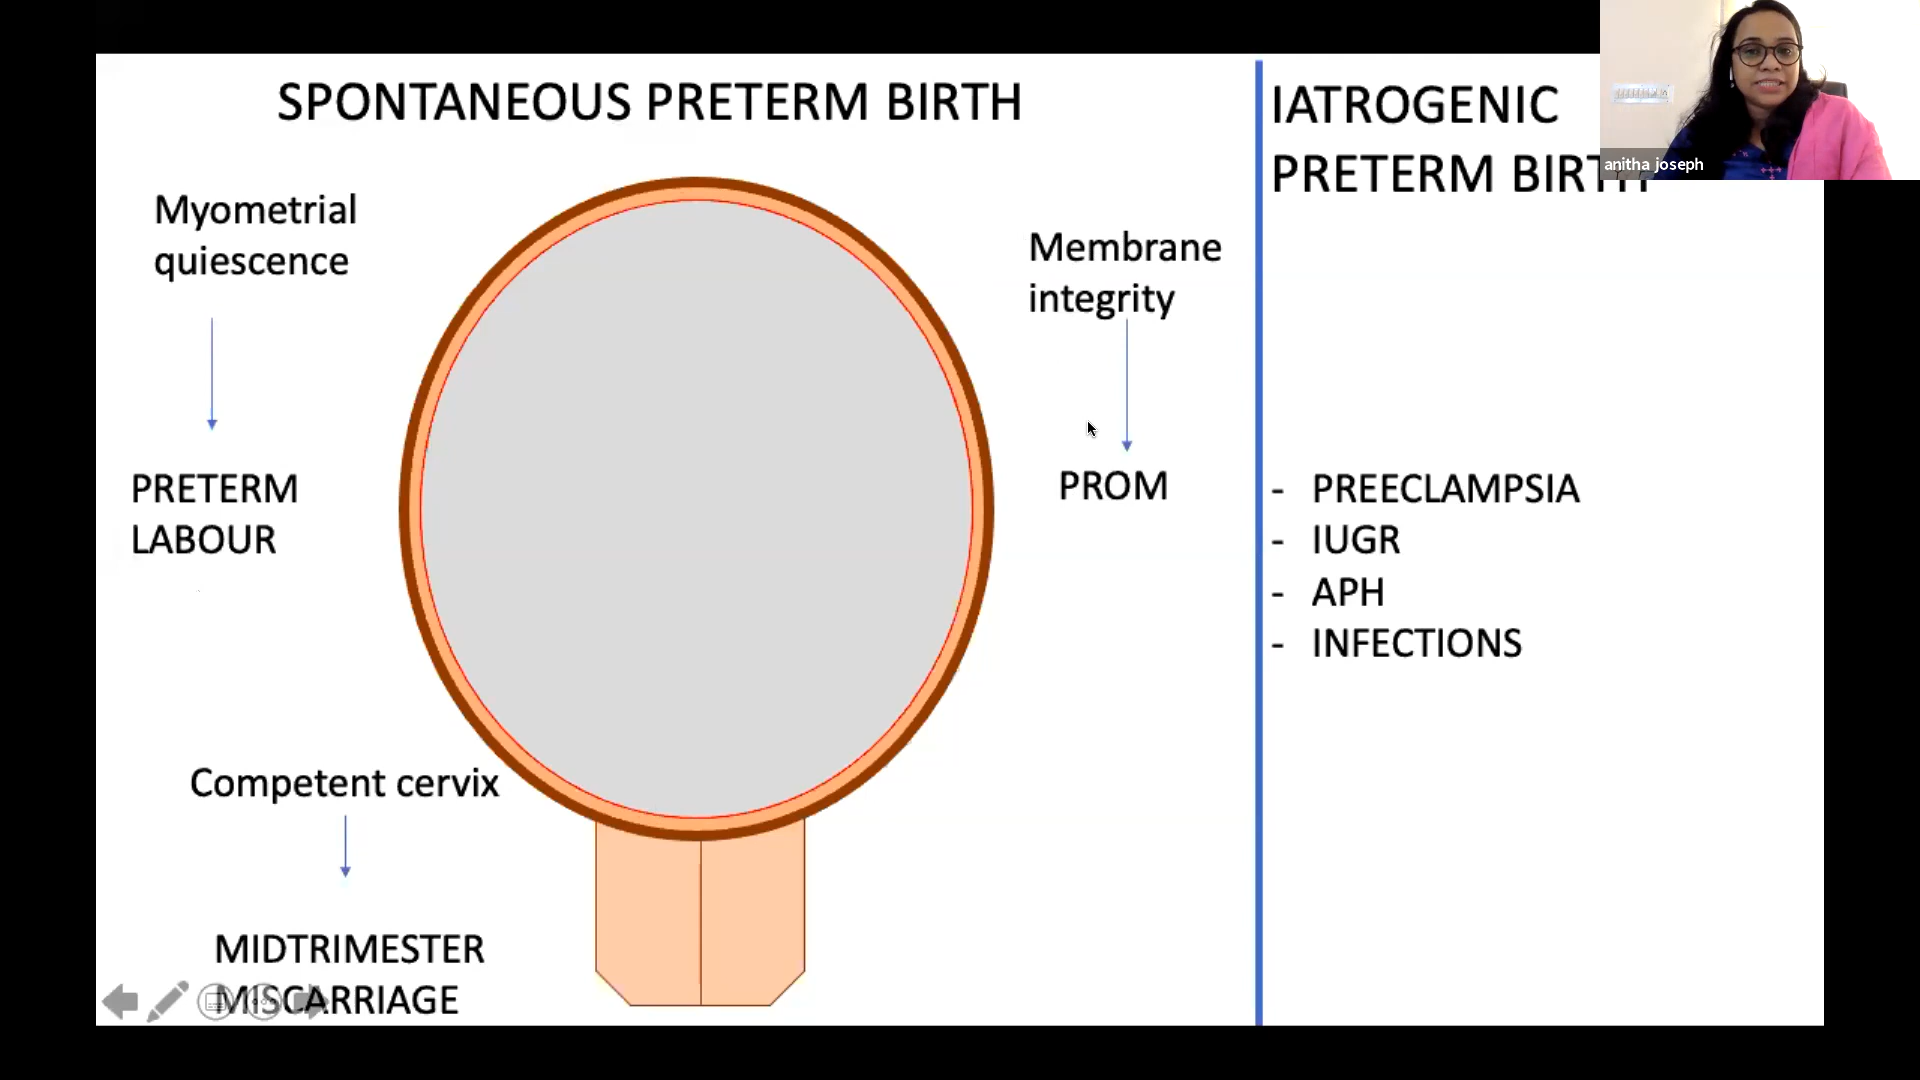 SPONTANEOUS PRETERM BIRTH
Myometrial
quiescence
PRETERM
LABOUR
Competent cervix
MIDTRIMESTER
MISCARRIAGE
Membrane
integrity
PROM
IATROGENIC
PRETERM BIRTH
- PREECLAMPSIA
- IUGR
- APH
- INFECTIONS
anitha joseph